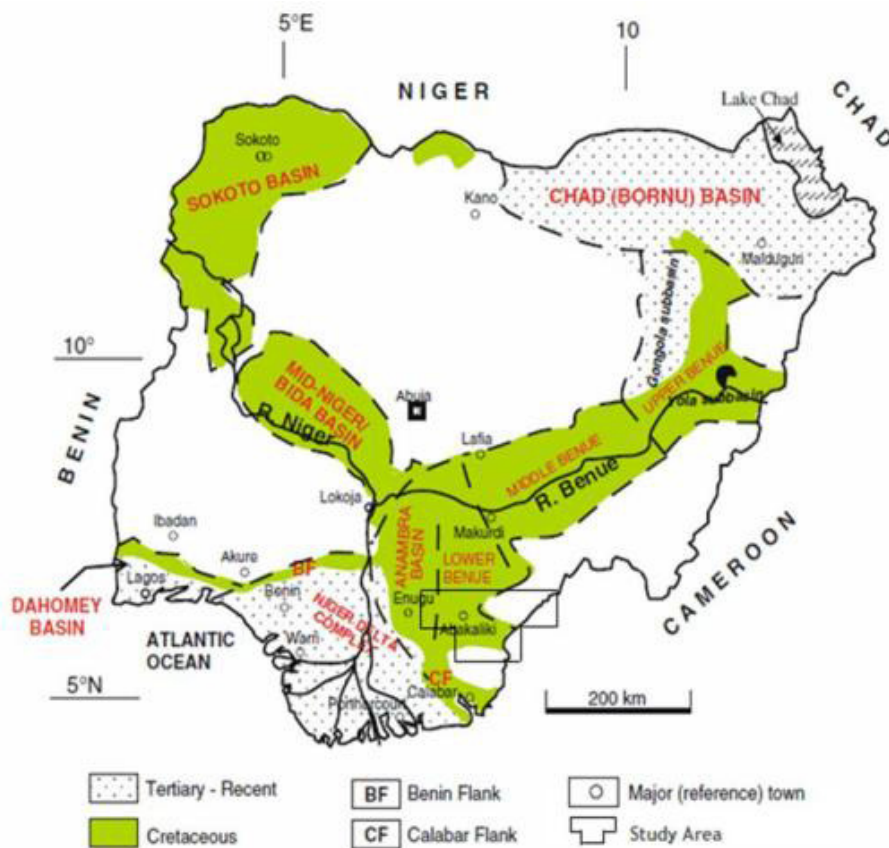 5°E
10
NIGER
Lake Chad
CHAD
Sokoto
SOKOTO BASIN
Kano
CHAD (BORNU) BASIN
Maiduguri
Gongola subbasin
10°
MID-NIGER/
BIDA BASIN
R. Niger
Abuja
UPPER BENUE
Yola subbasin
BENIN
Lafia
MIDDLE BENUE
R. Benue
Lokoja
Makurdi
CAMEROON
Ibadan
ANAMBRA
BASIN
LOWER
BENUE
Akure
BF
Lagos
Benin
Enugu
Abakaliki
DAHOMEY
BASIN
NIGER DELTA
COMPLEX
ATLANTIC
OCEAN
Warri
CF
5°N
Calabar
Portharcourt
200 km
Tertiary - Recent
BF Benin Flank
Major (reference) town
Cretaceous
CF Calabar Flank
Study Area